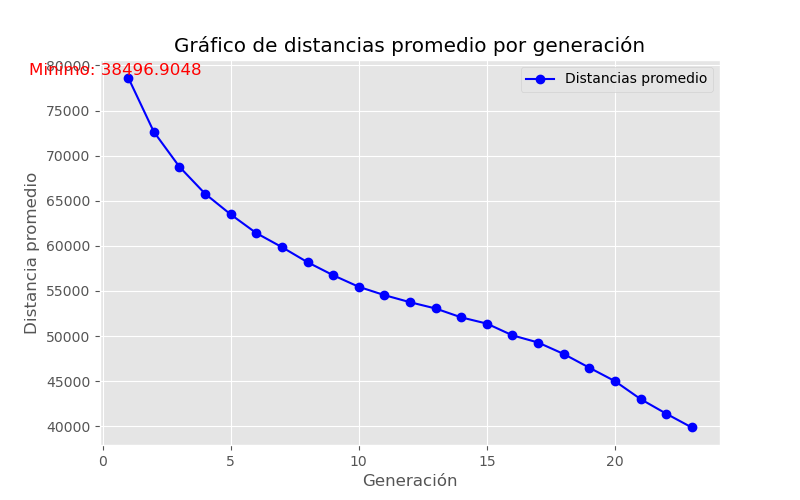 Gráfico de distancias promedio por generación
Mínimo: 38496.9048
Distancias promedio
80000
75000
70000
65000
60000
55000
50000
45000
40000
Distancia promedio
0
5
10
15
20
Generación